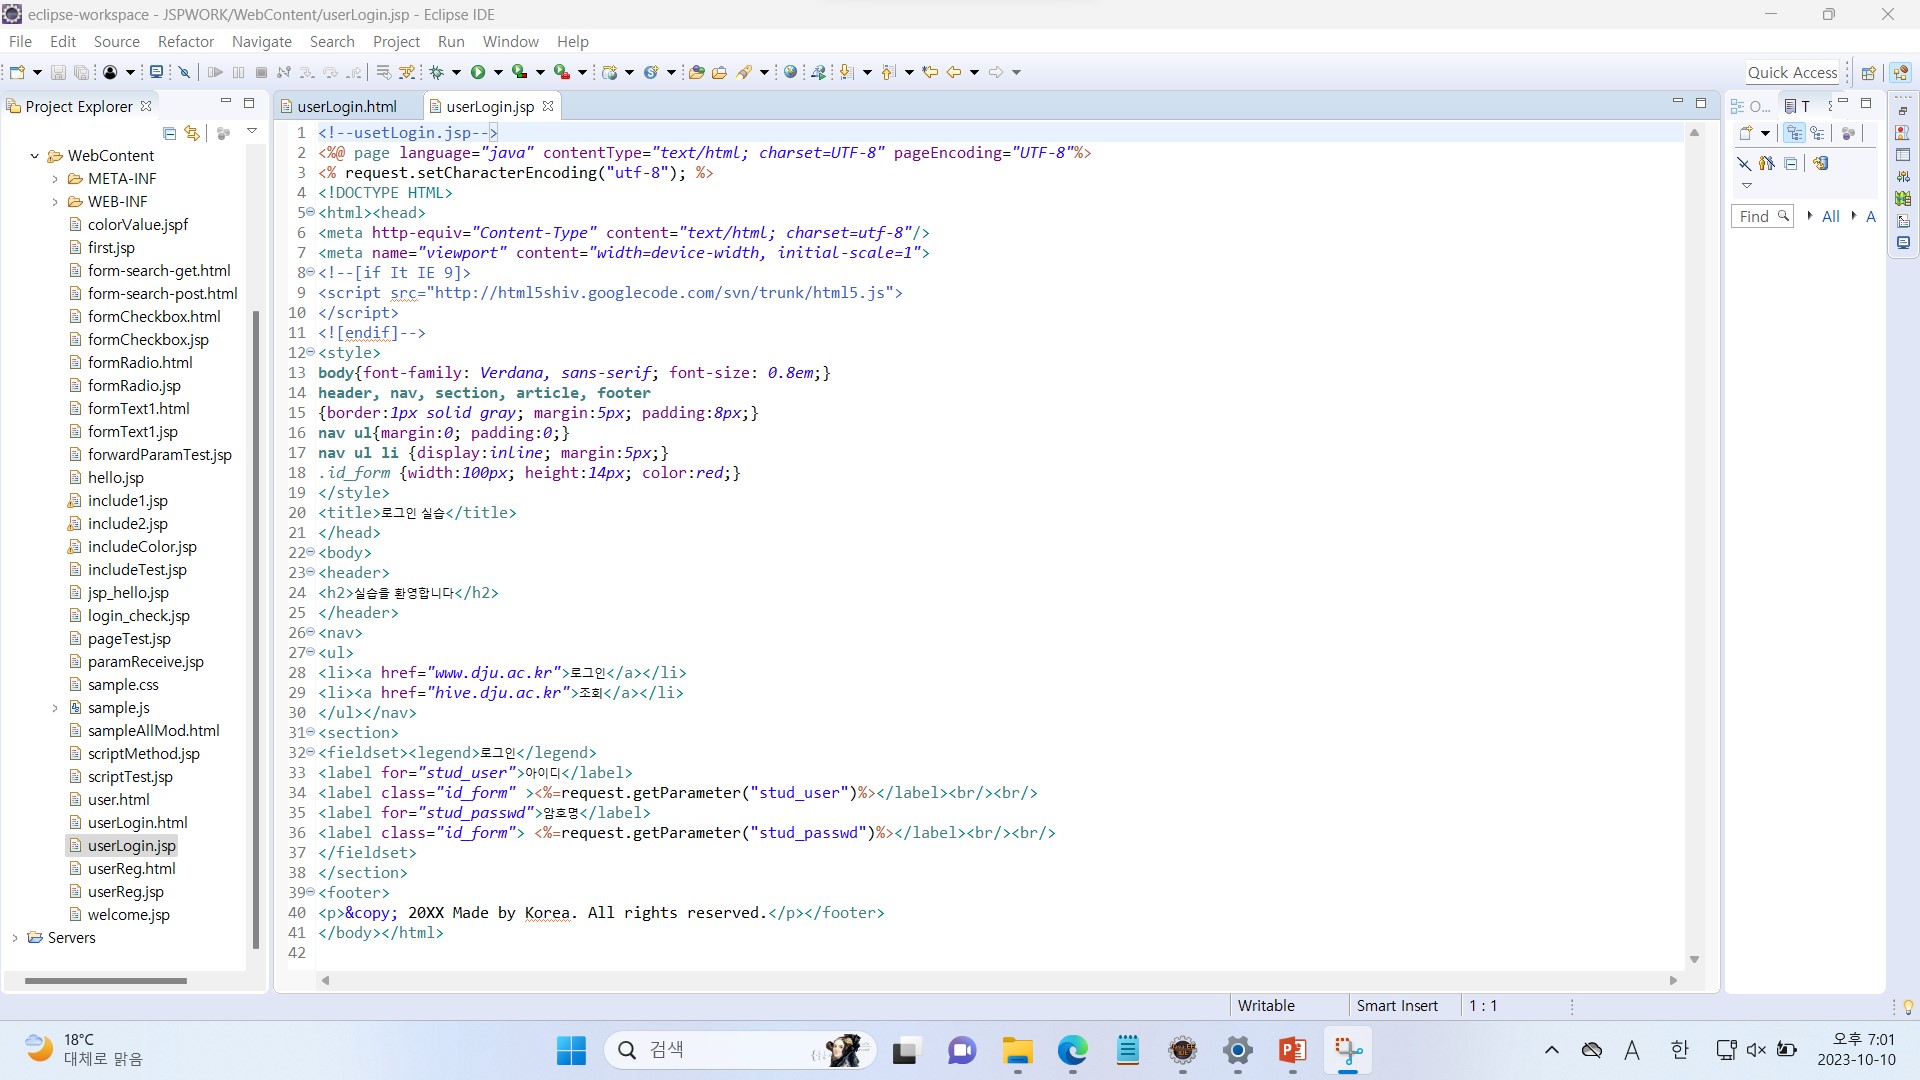 eclipse-workspace - JSPWORK/WebContent/userLogin.jsp - Eclipse IDE
File Edit Source Refactor Navigate Search Project Run Window Help
Quick Access
Project Explorer
WebContent
META-INF
WEB-INF
colorValue.jspf
first.jsp
form-search-get.html
form-search-post.html
formCheckbox.html
formCheckbox.jsp
formRadio.html
formRadio.jsp
formText1.html
formText1.jsp
forwardParamTest.jsp
hello.jsp
include1.jsp
include2.jsp
includeColor.jsp
includeTest.jsp
jsp_hello.jsp
login_check.jsp
pageTest.jsp
paramReceive.jsp
sample.css
sample.js
sampleAllMod.html
scriptMethod.jsp
scriptTest.jsp
user.html
userLogin.html
userLogin.jsp
userReg.html
userReg.jsp
welcome.jsp
Servers
userLogin.html userLogin.jsp
1 <!--usetLogin.jsp-->
2 <%@ page language="java" contentType="text/html; charset=UTF-8" pageEncoding="UTF-8"%>
3 <% request.setCharacterEncoding("utf-8"); %>
4 <!DOCTYPE HTML>
5 <html><head>
6 <meta http-equiv="Content-Type" content="text/html; charset=utf-8"/>
7 <meta name="viewport" content="width=device-width, initial-scale=1">
8 <!--[if It IE 9]>
9 <script src="http://html5shiv.googlecode.com/svn/trunk/html5.js">
10 </script>
11 <![endif]-->
12 <style>
13 body{font-family: Verdana, sans-serif; font-size: 0.8em;}
14 header, nav, section, article, footer
15 {border:1px solid gray; margin:5px; padding:8px;}
16 nav ul{margin:0; padding:0;}
17 nav ul li {display:inline; margin:5px;}
18 .id_form {width:100px; height:14px; color:red;}
19 </style>
20 <title>로그인 실습</title>
21 </head>
22 <body>
23 <header>
24 <h2>실습을 환영합니다</h2>
25 </header>
26 <nav>
27 <ul>
28 <li><a href="www.dju.ac.kr">로그인</a></li>
29 <li><a href="hive.dju.ac.kr">조회</a></li>
30 </ul></nav>
31 <section>
32 <fieldset><legend>로그인</legend>
33 <label for="stud_user">아이디</label>
34 <label class="id_form" ><%=request.getParameter("stud_user")%></label><br/><br/>
35 <label for="stud_passwd">암호명</label>
36 <label class="id_form"> <%=request.getParameter("stud_passwd")%></label><br/><br/>
37 </fieldset>
38 </section>
39 <footer>
40 <p>&copy; 20XX Made by Korea. All rights reserved.</p></footer>
41 </body></html>
42
O... T
Find All A
Writable Smart Insert 1 : 1
18°C
대체로 맑음
검색
A 한
오후 7:01
2023-10-10